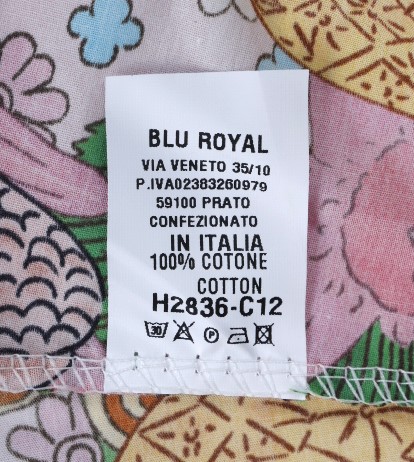 BLU ROYAL
VIA VENETO 35/10
P.IVA02383260979
59100 PRATO
CONFEZIONATO
IN ITALIA
100% COTONE
COTTON
H2836-C12
30 P